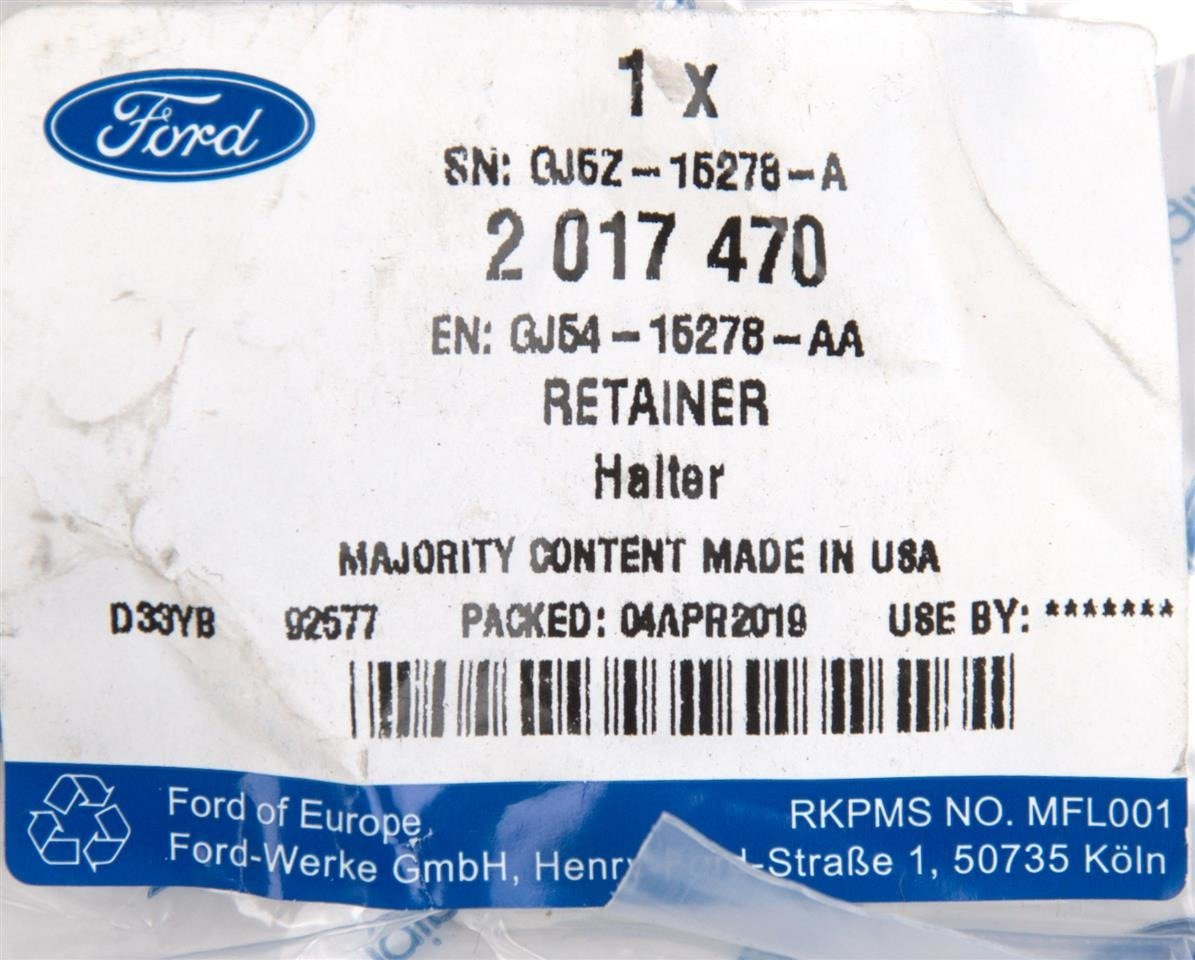 Ford
1 x
SN: GJ5Z-15278-A
2 017 470
EN: GJ54-15278-AA
RETAINER
Halter
MAJORITY CONTENT MADE IN USA
D33YB 92577 PACKED: 04APR2019 USE BY: *******
Ford of Europe, RKPMS NO. MFL001
Ford-Werke GmbH, Henry Ford-Straße 1, 50735 Köln